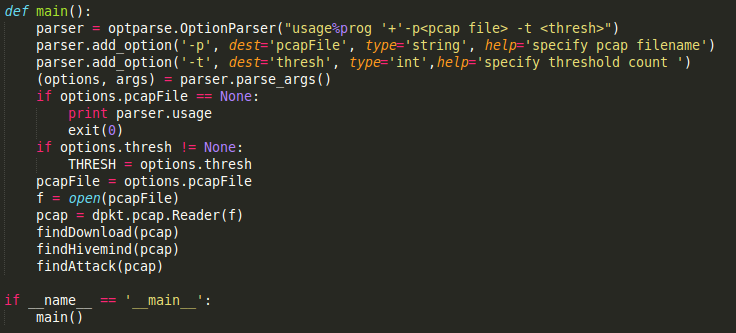 def main():
    parser = optparse.OptionParser("usage%prog '+'-p<pcap file> -t <thresh>")
    parser.add_option('-p', dest='pcapFile', type='string', help='specify pcap filename')
    parser.add_option('-t', dest='thresh', type='int',help='specify threshold count ')
    (options, args) = parser.parse_args()
    if options.pcapFile == None:
        print parser.usage
        exit(0)
    if options.thresh != None:
        THRESH = options.thresh
    pcapFile = options.pcapFile
    f = open(pcapFile)
    pcap = dpkt.pcap.Reader(f)
    findDownload(pcap)
    findHivemind(pcap)
    findAttack(pcap)
if __name__ == '__main__':
    main()